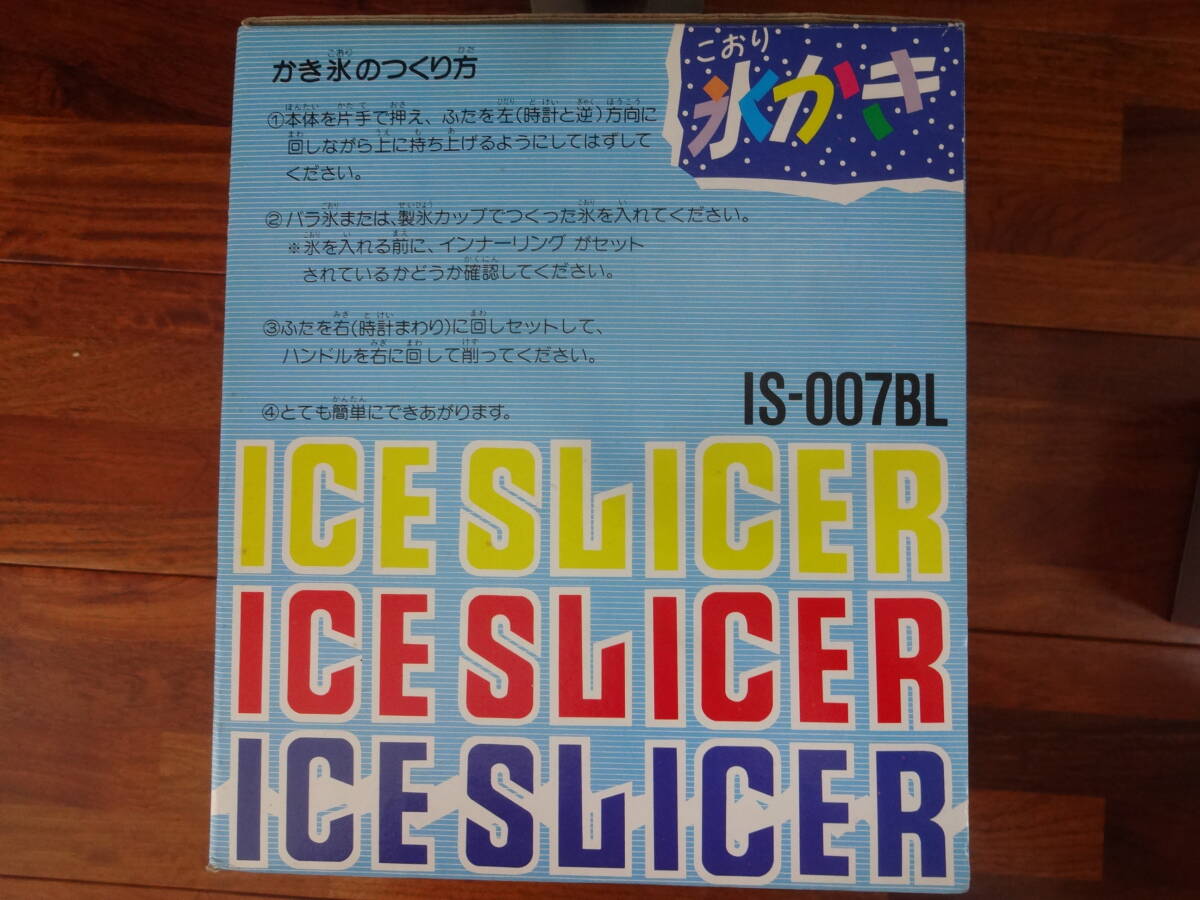 かき氷のつくり方
こおり
氷かき
①本体を片手で押え、ふたを左(時計と逆)方向に
回しながら上に持ち上げるようにしてはずして
ください。
②バラ氷または、製氷カップでつくった氷を入れてください。
※氷を入れる前に、インナーリングがセット
されているかどうか確認してください。
③ふたを右(時計まわり)に回しセットして、
ハンドルを右に回して削ってください。
④とても簡単にできあがります。
IS-007BL
ICE SLICER
ICE SLICER
ICE SLICER